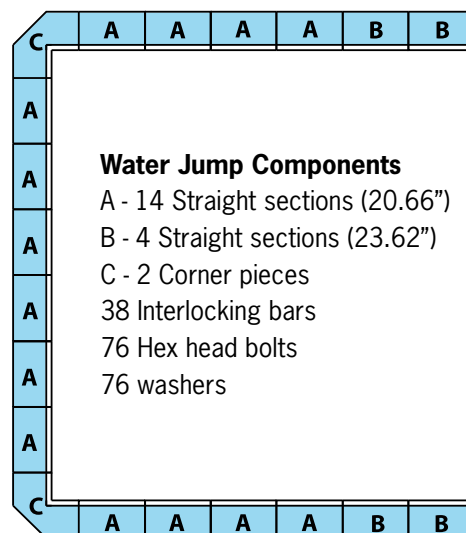 C A A A A B B
A
A
Water Jump Components
A - 14 Straight sections (20.66”)
A
B - 4 Straight sections (23.62”)
C - 2 Corner pieces
A
38 Interlocking bars
76 Hex head bolts
A
76 washers
A
C
A A A A B B